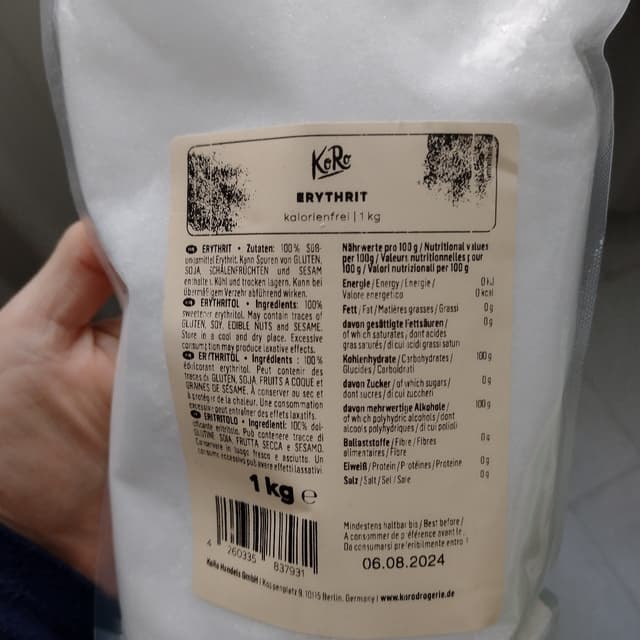 KoRo
ERYTHRIT
kalorienfrei | 1 kg
ERYTHRIT • Zutaten: 100% Süß-
ungsmittel Erythrit. Kann Spuren von GLUTEN,
SOJA, SCHALENFRÜCHTEN und SESAM
enthalten. Kühl und trocken lagern. Kann bei
übermäßigem Verzehr abführend wirken.
ERYTHRITOL • Ingredients: 100%
sweetener erythritol. May contain traces of
GLUTEN, SOY, EDIBLE NUTS and SESAME.
Store in a cool and dry place. Excessive
consumption may produce laxative effects.
ÉRYTHRITOL • Ingrédients : 100%
édulcorant erythritol. Peut contenir des
traces de GLUTEN, SOJA, FRUITS A COQUE et
GRAINES DE SÉSAME. À conserver au sec et
à protéger de la chaleur. Une consommation
excessive peut entraîner des effets laxatifs.
ERITRITOLO • Ingredienti: 100% dol-
cificante eritritolo. Può contenere tracce di
GLUTINE, SOIA, FRUTTA SECCA e SESAMO.
Conservare in luogo fresco e asciutto. Un
consumo eccessivo può avere effetti lassativi.
1 kg e
4 260335 837931
KoRo Handels GmbH | Koppenplatz 9, 10115 Berlin, Germany | www.korodrogerie.de
Nährwerte pro 100 g / Nutritional values
per 100g / Valeurs nutritionnelles pour
100 g / Valori nutrizionali per 100 g
Energie / Energy / Énergie / 0 kJ
Valore energetico 0 kcal
Fett / Fat / Matières grasses / Grassi 0 g
davon gesättigte Fettsäuren / 0 g
of which saturates / dont acides
gras saturés / di cui acidi grassi saturi
Kohlenhydrate / Carbohydrates / 100 g
Glucides / Carboidrati
davon Zucker / of which sugars / 0 g
dont sucres / di cui zuccheri
davon mehrwertige Alkohole / 100 g
of which polyhydric alcohols / dont
alcools polyhydriques / di cui polioli
Ballaststoffe / Fibre / Fibres 0 g
alimentaires / Fibre
Eiweiß / Protein / Protéines / Proteine 0 g
Salz / Salt / Sel / Sale 0 g
Mindestens haltbar bis / Best before /
A consommer de préférence avant le
Da consumarsi preferibilmente entro
06.08.2024